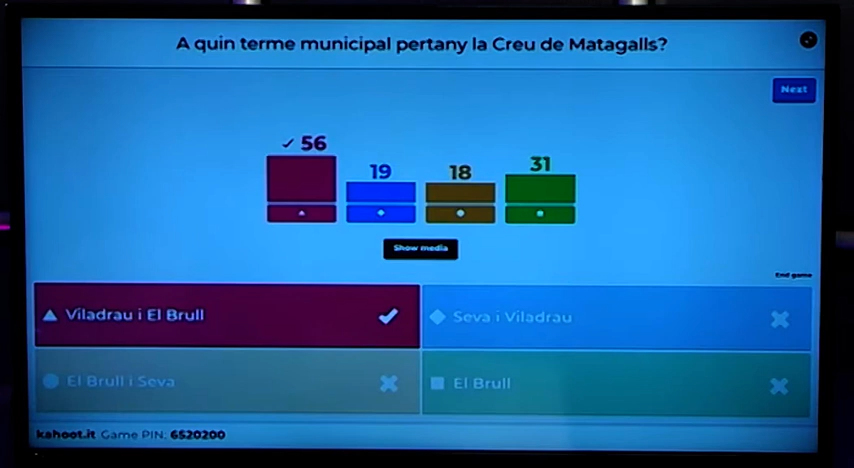 A quin terme municipal pertany la Creu de Matagalls?
Next
56
19
18
31
Show media
End game
Viladrau i El Brull
Seva i Viladrau
El Brull i Seva
El Brull
kahoot.it Game PIN: 6520200